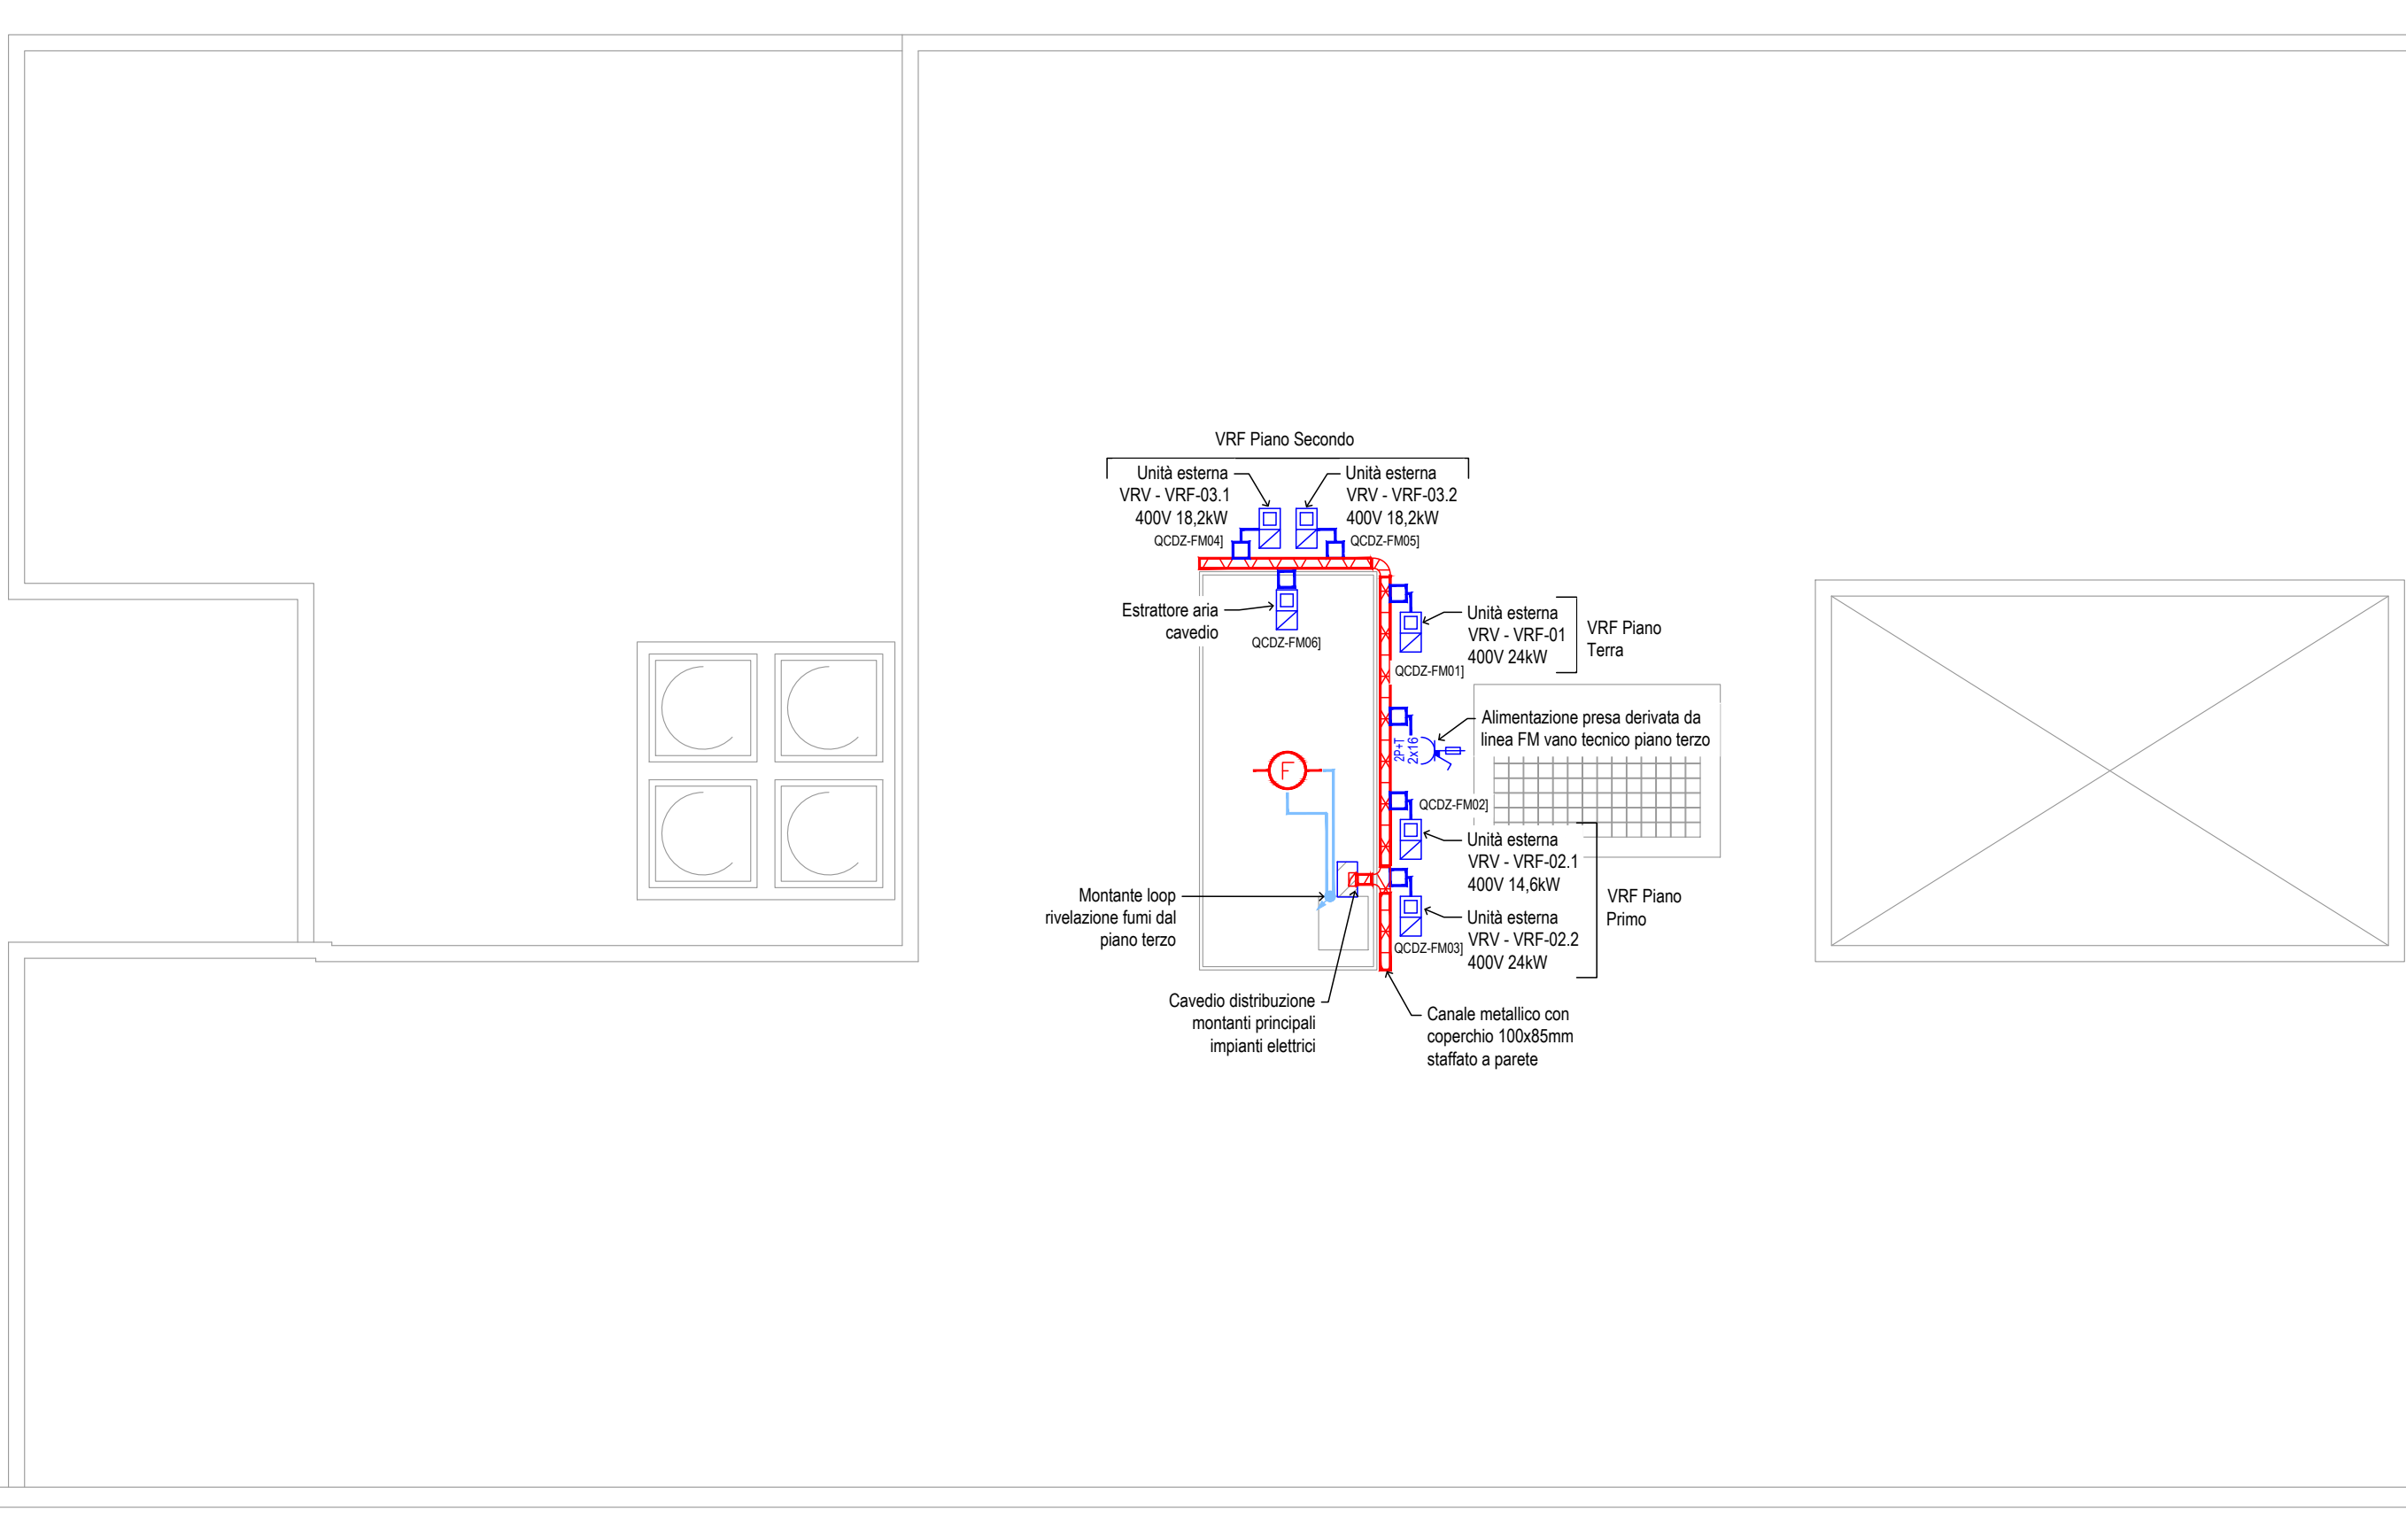 VRF Piano Secondo
Unità esterna
VRV - VRF-03.1
400V 18,2kW
QCDZ-FM04]
Unità esterna
VRV - VRF-03.2
400V 18,2kW
QCDZ-FM05]
Estrattore aria
cavedio
QCDZ-FM06]
Unità esterna
VRV - VRF-01
400V 24kW
QCDZ-FM01]
VRF Piano
Terra
Alimentazione presa derivata da
linea FM vano tecnico piano terzo
2P+T
2x16
F
QCDZ-FM02]
Unità esterna
VRV - VRF-02.1
400V 14,6kW
VRF Piano
Primo
Unità esterna
VRV - VRF-02.2
400V 24kW
QCDZ-FM03]
Montante loop
rivelazione fumi dal
piano terzo
Cavedio distribuzione
montanti principali
impianti elettrici
Canale metallico con
coperchio 100x85mm
staffato a parete